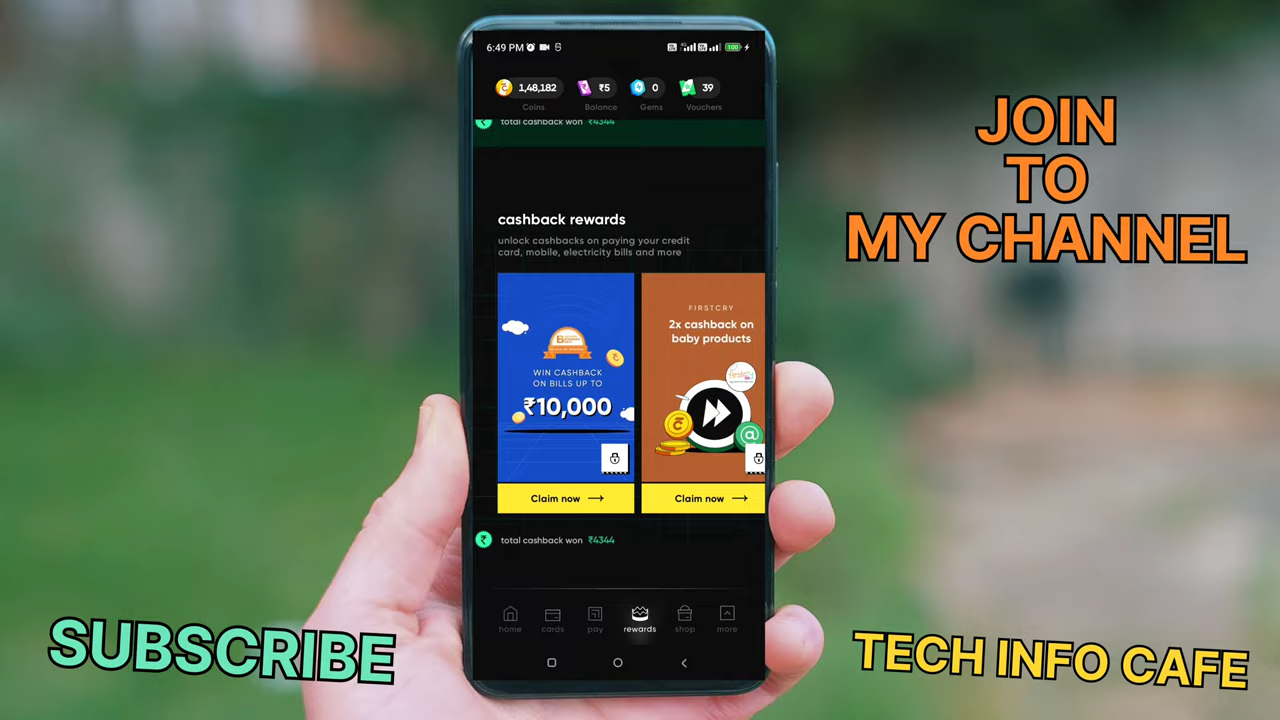 6:49 PM
100
1,48,182
₹5
0
39
Coins
Balance
Gems
Vouchers
total cashback won ₹4344
cashback rewards
unlock cashbacks on paying your credit
card, mobile, electricity bills and more
WIN CASHBACK
ON BILLS UP TO
₹10,000
Claim now
FIRSTCRY
2x cashback on
baby products
Claim now
total cashback won ₹4344
home
cards
pay
rewards
shop
more
JOIN
TO
MY CHANNEL
SUBSCRIBE
TECH INFO CAFE